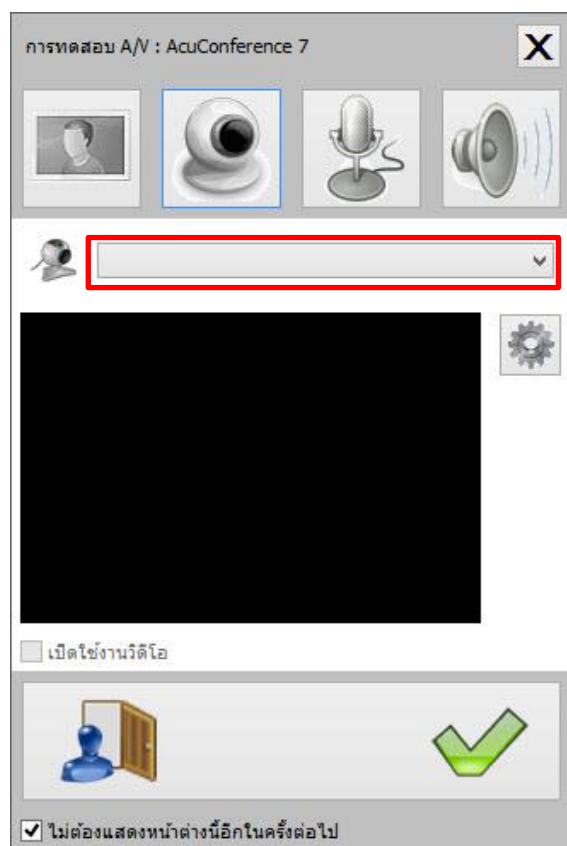 การทดสอบ A/V : AcuConference 7
X
เปิดใช้งานวิดีโอ
ไม่ต้องแสดงหน้าต่างนี้อีกในครั้งต่อไป